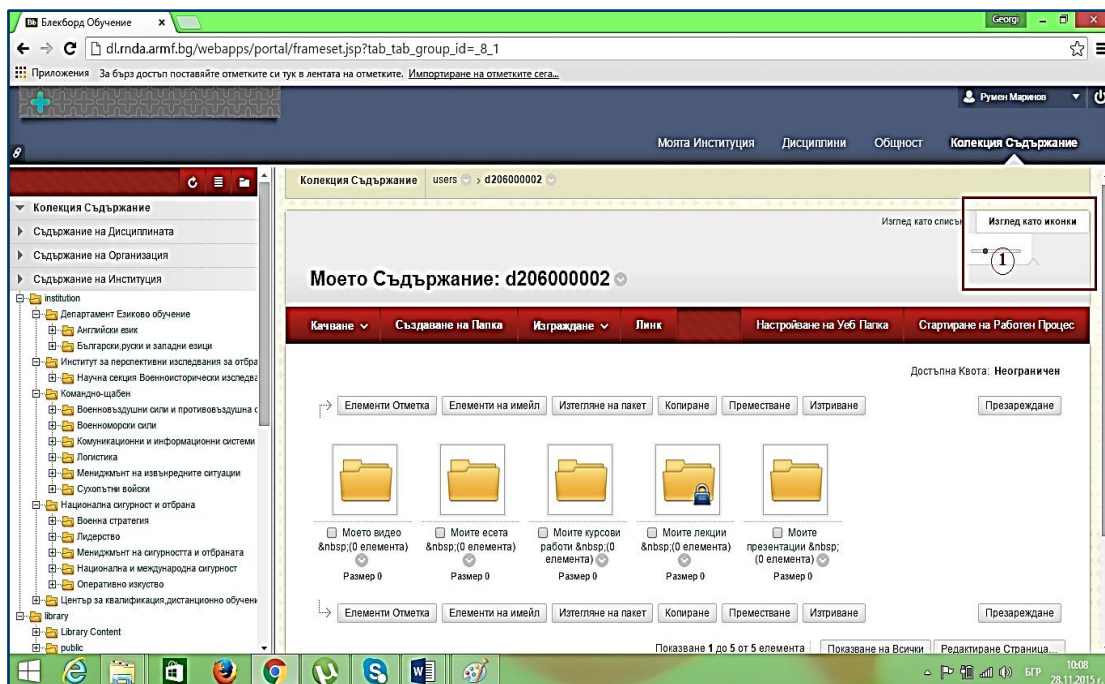 Блекборд Обучение
Georgi
dl.rnda.armf.bg/webapps/portal/frameset.jsp?tab_tab_group_id=_8_1
Приложения За бърз достъп поставяйте отметките си тук в лентата на отметките. Импортиране на отметките сега...
Румен Маринов
Моята Институция Дисциплини Общност Колекция Съдържание
Колекция Съдържание users > d206000002
Колекция Съдържание
Съдържание на Дисциплината
Съдържание на Организация
Съдържание на Институция
institution
Департамент Езиково обучение
Английски език
Български,руски и западни езици
Институт за перспективни изследвания за отбра
Научна секция Военноисторически изследва
Командно-щабен
Военновъздушни сили и противовъздушна о
Военноморски сили
Комуникационни и информационни системи
Логистика
Мениджмънт на извънредните ситуации
Сухопътни войски
Национална сигурност и отбрана
Военна стратегия
Лидерство
Мениджмънт на сигурността и отбраната
Национална и международна сигурност
Оперативно изкуство
Център за квалификация,дистанционно обучени
library
Library Content
public
Изглед като списък Изглед като иконки
1
Моето Съдържание: d206000002
Качване Създаване на Папка Изграждане Линк Настройване на Уеб Папка Стартиране на Работен Процес
Достъпна Квота: Неограничен
Елементи Отметка Елементи на имейл Изтегляне на пакет Копиране Преместване Изтриване Презареждане
Моето видео &nbsp;(0 елемента)
Размер 0
Моите есета &nbsp;(0 елемента)
Размер 0
Моите курсови работи &nbsp;(0 елемента)
Размер 0
Моите лекции &nbsp;(0 елемента)
Размер 0
Моите презентации &nbsp; (0 елемента)
Размер 0
Елементи Отметка Елементи на имейл Изтегляне на пакет Копиране Преместване Изтриване Презареждане
Показване 1 до 5 от 5 елемента Показване на Всички Редактиране Страница...
БГР 10:08
28.11.2015 г.